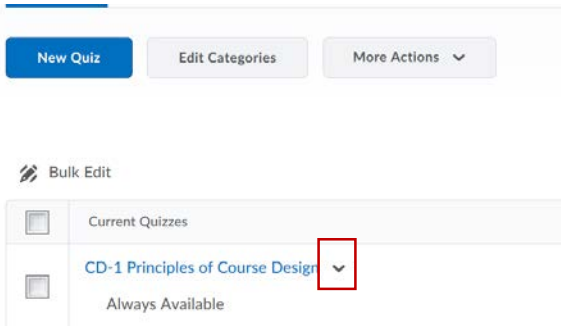 New Quiz
Edit Categories
More Actions
Bulk Edit
Current Quizzes
CD-1 Principles of Course Design
Always Available